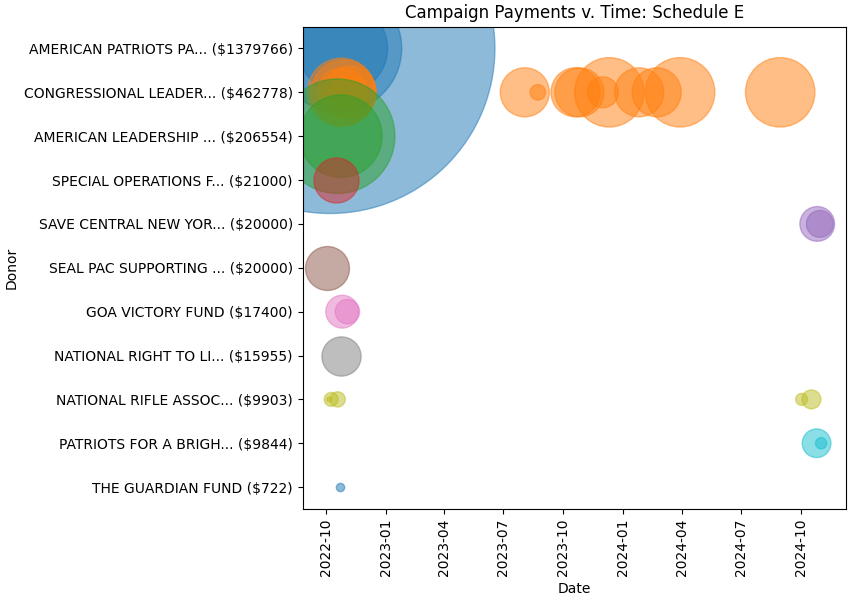 Campaign Payments v. Time: Schedule E
Donor
AMERICAN PATRIOTS PA... ($1379766)
CONGRESSIONAL LEADER... ($462778)
AMERICAN LEADERSHIP ... ($206554)
SPECIAL OPERATIONS F... ($21000)
SAVE CENTRAL NEW YOR... ($20000)
SEAL PAC SUPPORTING ... ($20000)
GOA VICTORY FUND ($17400)
NATIONAL RIGHT TO LI... ($15955)
NATIONAL RIFLE ASSOC... ($9903)
PATRIOTS FOR A BRIGH... ($9844)
THE GUARDIAN FUND ($722)
2022-10
2023-01
2023-04
2023-07
2023-10
2024-01
2024-04
2024-07
2024-10
Date